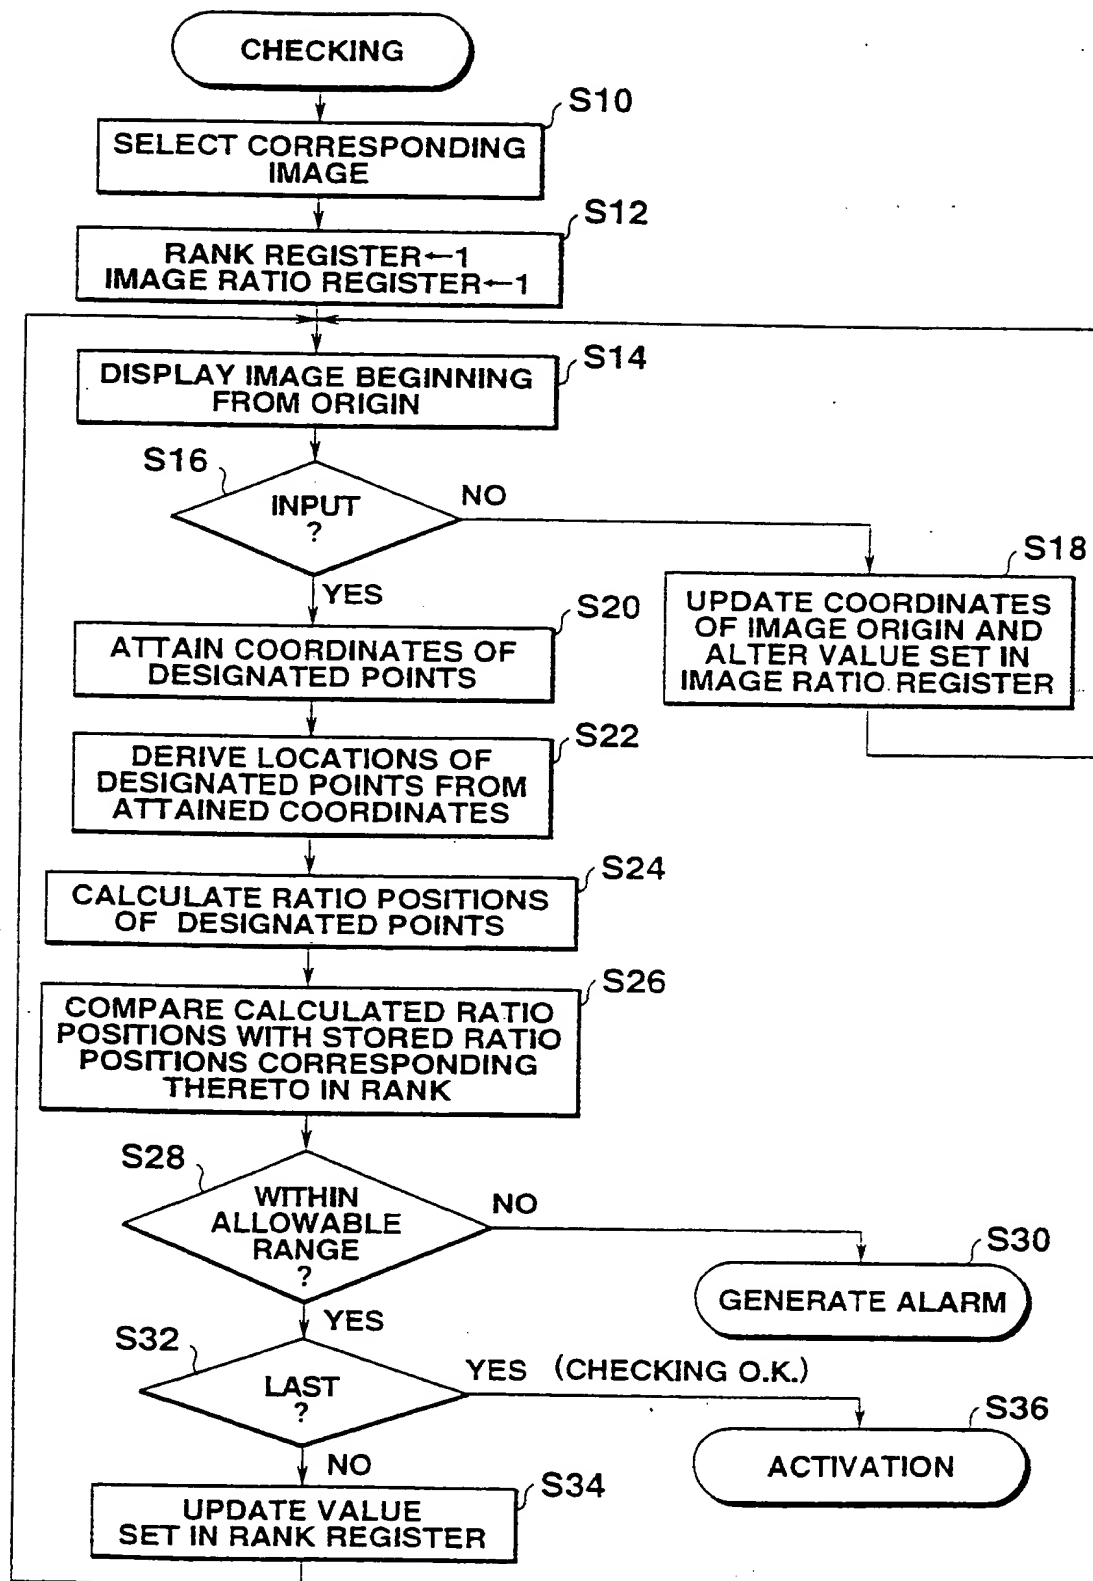 CHECKING
S10
SELECT CORRESPONDING
IMAGE
S12
RANK REGISTER←1
IMAGE RATIO REGISTER←1
S14
DISPLAY IMAGE BEGINNING
FROM ORIGIN
S16
INPUT
?
NO
YES
S18
UPDATE COORDINATES
OF IMAGE ORIGIN AND
ALTER VALUE SET IN
IMAGE RATIO REGISTER
S20
ATTAIN COORDINATES OF
DESIGNATED POINTS
S22
DERIVE LOCATIONS OF
DESIGNATED POINTS FROM
ATTAINED COORDINATES
S24
CALCULATE RATIO POSITIONS
OF DESIGNATED POINTS
S26
COMPARE CALCULATED RATIO
POSITIONS WITH STORED RATIO
POSITIONS CORRESPONDING
THERETO IN RANK
S28
WITHIN
ALLOWABLE
RANGE
?
NO
YES
S30
GENERATE ALARM
S32
LAST
?
YES (CHECKING O.K.)
NO
S36
ACTIVATION
S34
UPDATE VALUE
SET IN RANK REGISTER